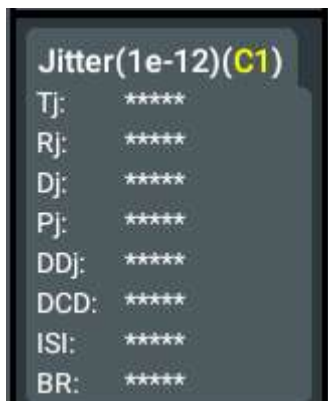 Jitter(1e-12)(C1)
Tj: *****
Rj: *****
Dj: *****
Pj: *****
DDj: *****
DCD: *****
ISI: *****
BR: *****